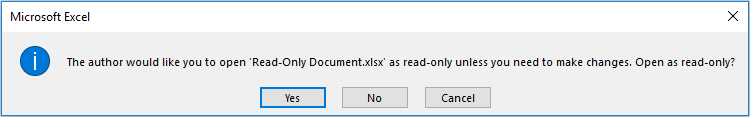 Microsoft Excel
The author would like you to open 'Read-Only Document.xlsx' as read-only unless you need to make changes. Open as read-only?
Yes
No
Cancel